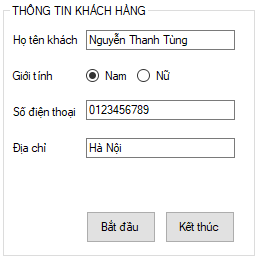 THÔNG TIN KHÁCH HÀNG
Họ tên khách Nguyễn Thanh Tùng
Giới tính Nam Nữ
Số điện thoại 0123456789
Địa chỉ Hà Nội
Bắt đầu Kết thúc